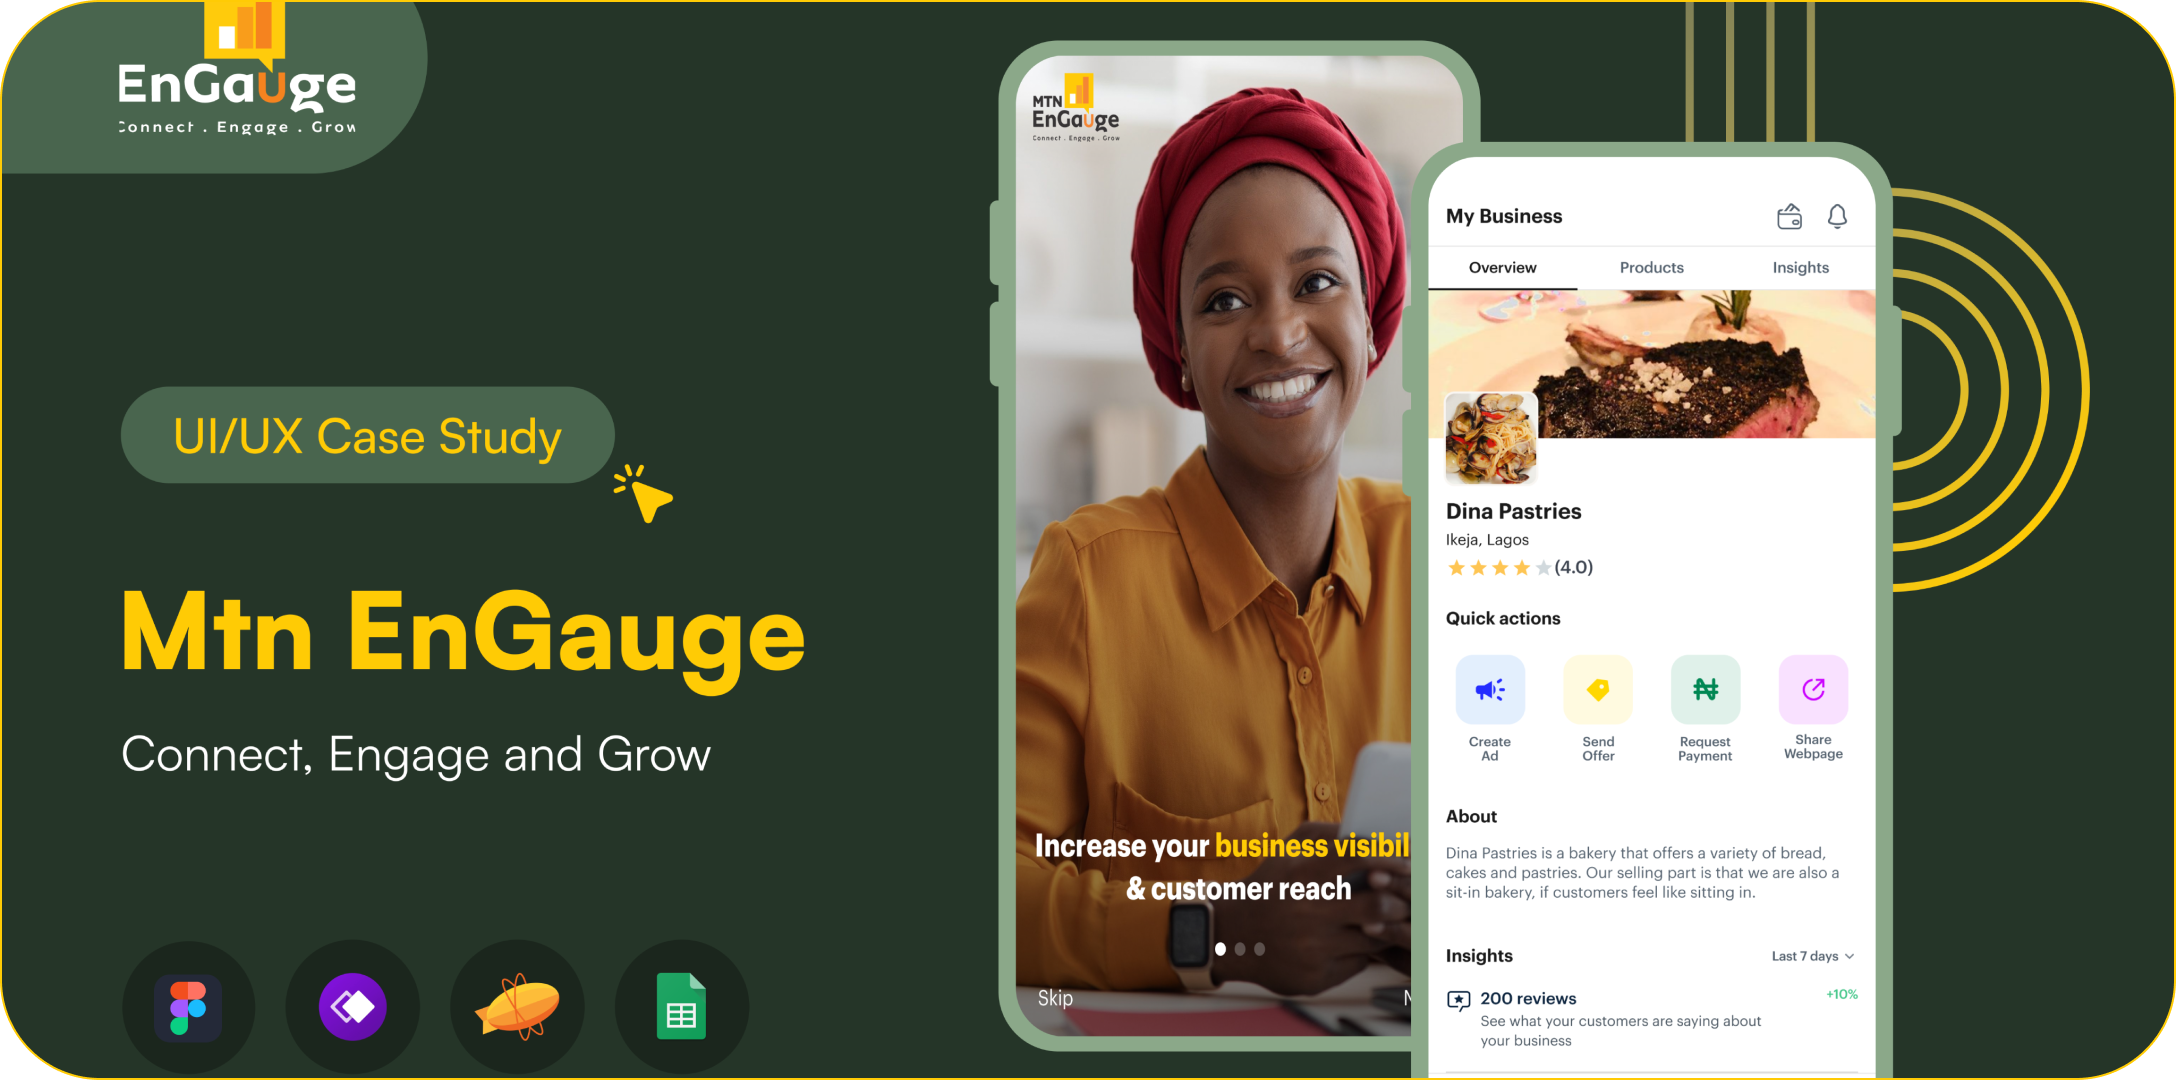 EnGauge
Connect . Engage . Grow
UI/UX Case Study
Mtn EnGauge
Connect, Engage and Grow
MTN
EnGauge
Connect . Engage . Grow
Increase your business visibil
& customer reach
Skip
N
My Business
Overview
Products
Insights
Dina Pastries
Ikeja, Lagos
(4.0)
Quick actions
Create
Ad
Send
Offer
Request
Payment
Share
Webpage
About
Dina Pastries is a bakery that offers a variety of bread,
cakes and pastries. Our selling part is that we are also a
sit-in bakery, if customers feel like sitting in.
Insights
Last 7 days
200 reviews
+10%
See what your customers are saying about
your business